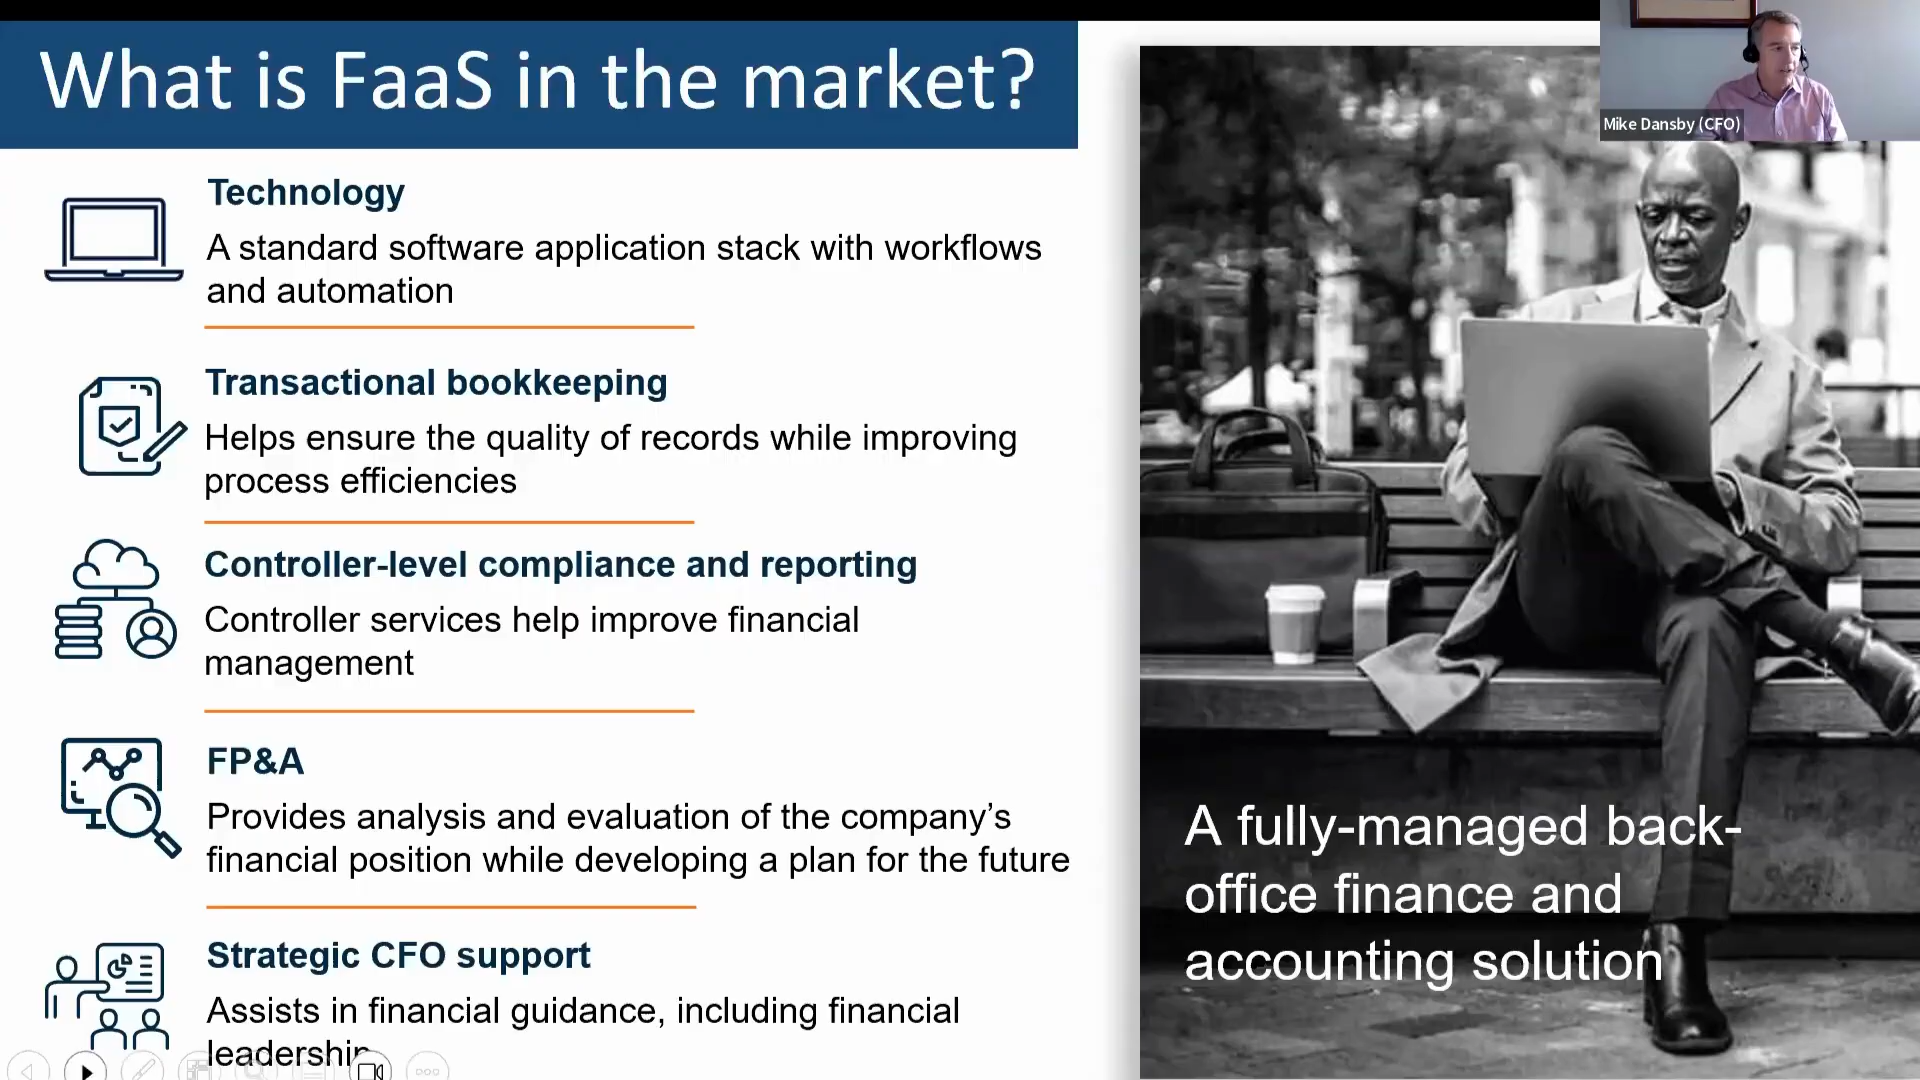 What is FaaS in the market?
Mike Dansby (CFO)
Technology
A standard software application stack with workflows
and automation
Transactional bookkeeping
Helps ensure the quality of records while improving
process efficiencies
Controller-level compliance and reporting
Controller services help improve financial
management
FP&A
Provides analysis and evaluation of the company’s
financial position while developing a plan for the future
Strategic CFO support
Assists in financial guidance, including financial
leadership
A fully-managed back-
office finance and
accounting solution